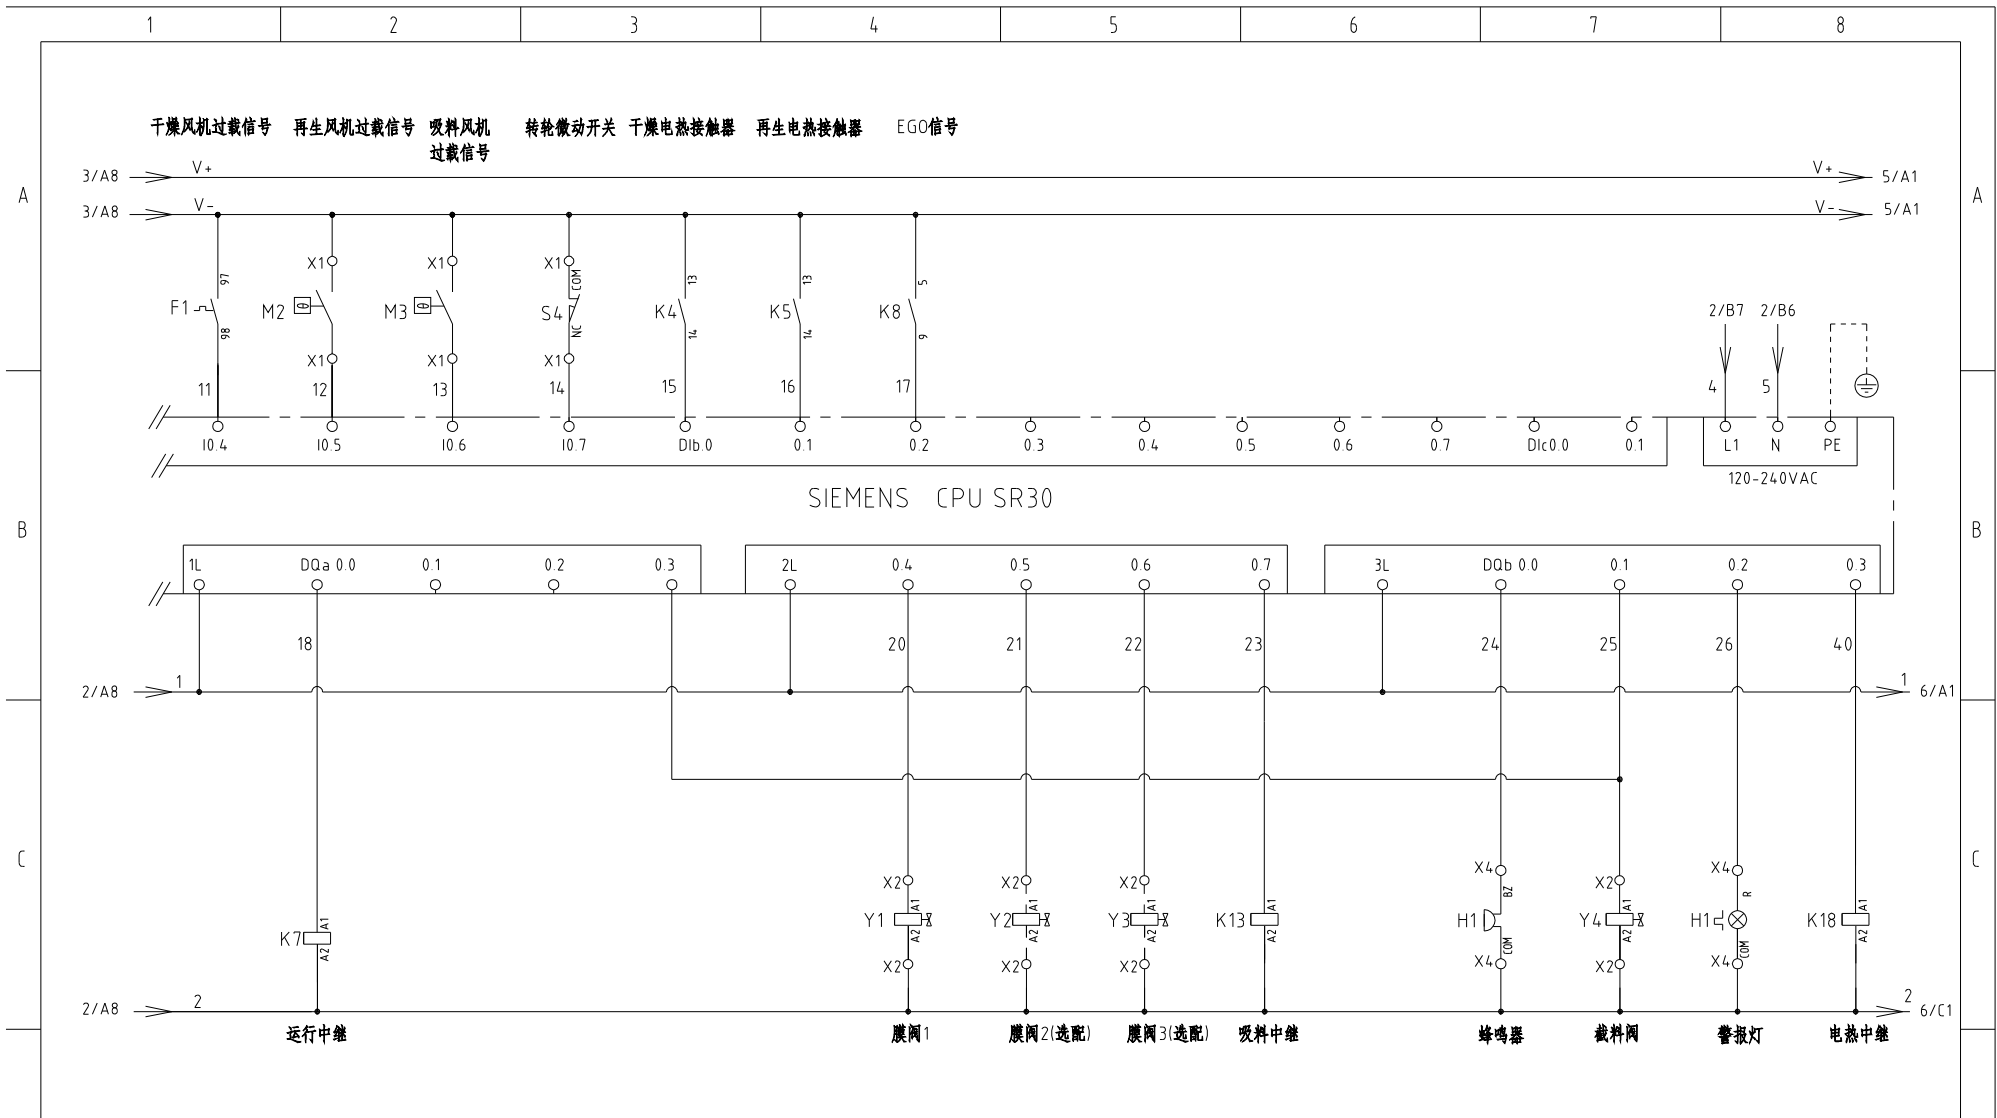 1 2 3 4 5 6 7 8
干燥风机过载信号 再生风机过载信号 吸料风机 转轮微动开关 干燥电热接触器 再生电热接触器 EGO信号
过载信号
3/A8 V+ V+ 5/A1
A A
3/A8 V- V- 5/A1
X1 X1 X1
97 COM 13 13 5
F1 M2 θ M3 θ S4 K4 K5 K8 2/B7 2/B6
98 NC 14 14 9
X1 X1 X1
11 12 13 14 15 16 17 4 5
I0.4 I0.5 I0.6 I0.7 DIb.0 0.1 0.2 0.3 0.4 0.5 0.6 0.7 DIc0.0 0.1 L1 N PE
120-240VAC
SIEMENS CPU SR30
B B
1L DQa 0.0 0.1 0.2 0.3 2L 0.4 0.5 0.6 0.7 3L DQb 0.0 0.1 0.2 0.3
18 20 21 22 23 24 25 26 40
2/A8 1 1 6/A1
C C
X2 X2 X2 X4 X2 X4
A1 A1 A1 A1 A1 BZ A1 R A1
K7 Y1 Y2 Y3 K13 H1 Y4 H1 K18
A2 A2 A2 A2 A2 COM A2 COM A2
X2 X2 X2 X4 X2 X4
2/A8 2 2 6/C1
运行中继 膜阀1 膜阀2(选配) 膜阀3(选配) 吸料中继 蜂鸣器 截料阀 警报灯 电热中继